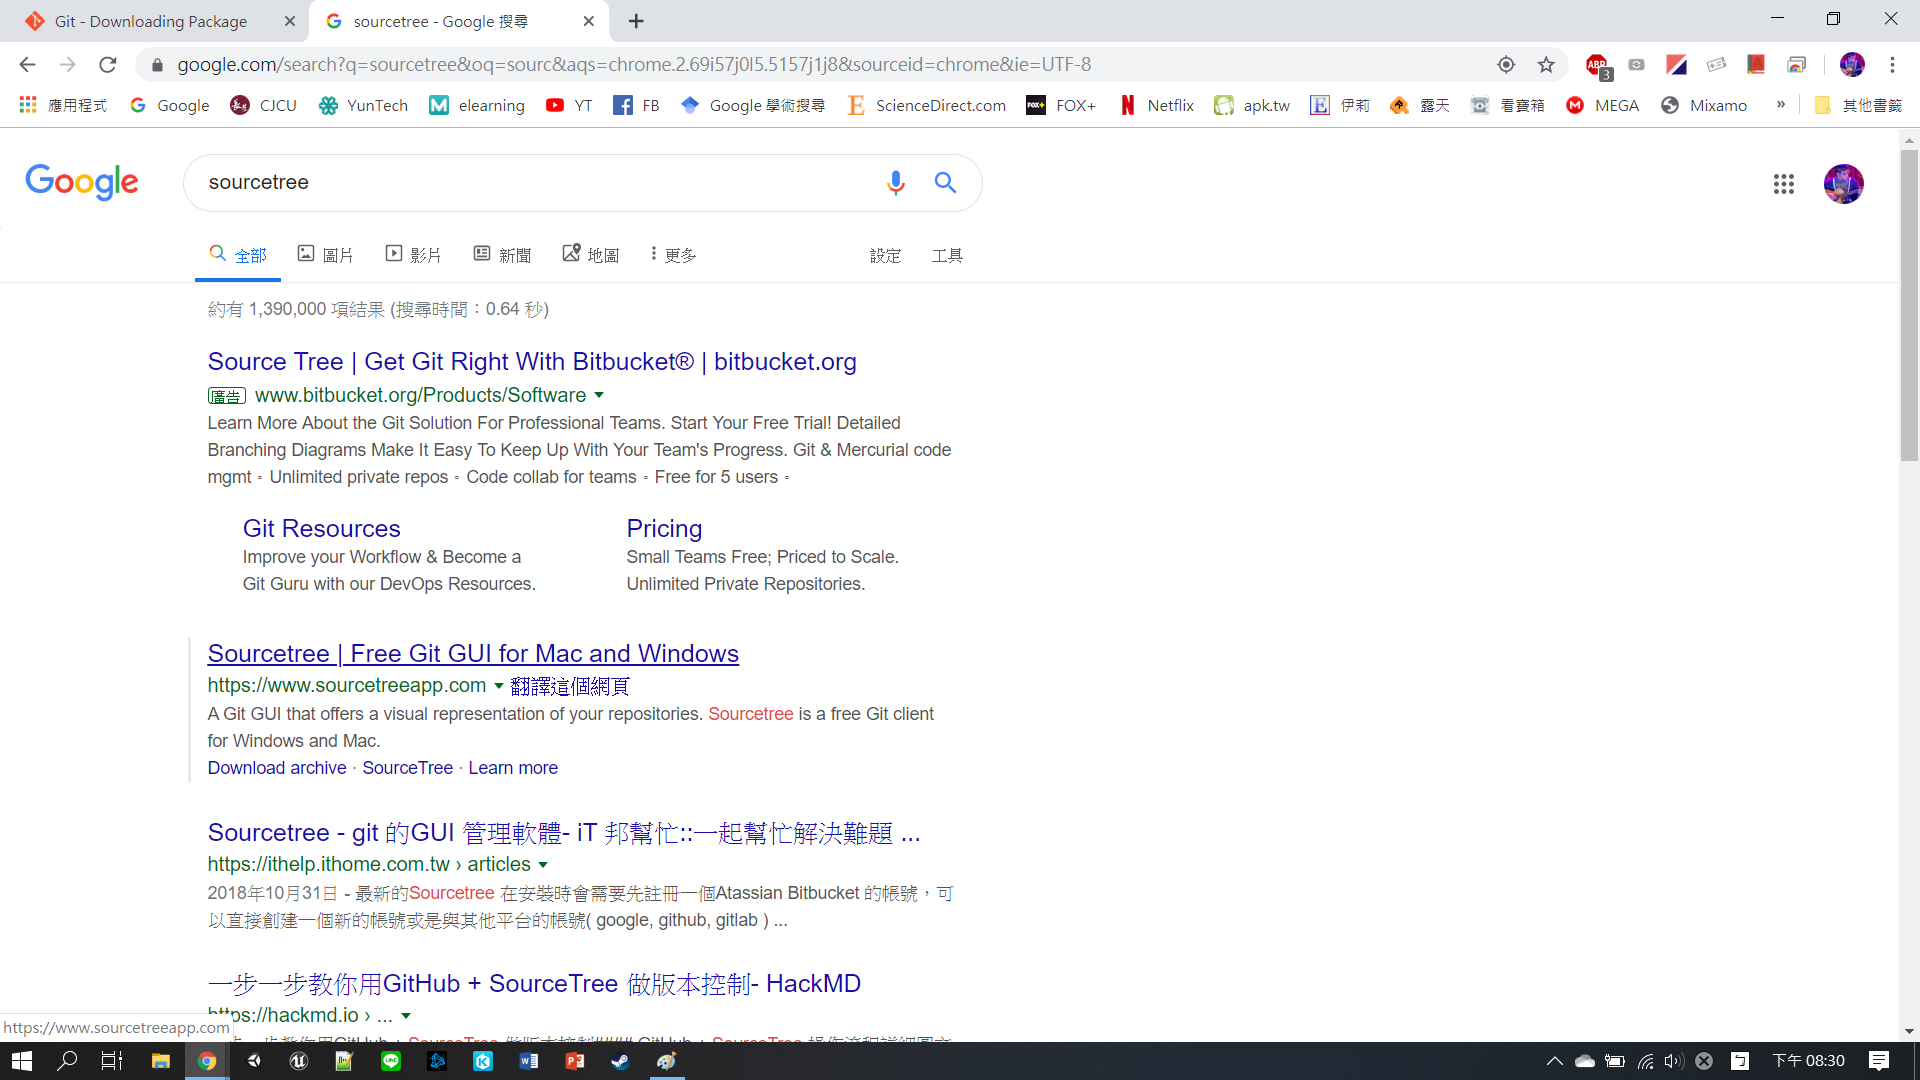 Git - Downloading Package
sourcetree - Google 搜尋
google.com/search?q=sourcetree&oq=sourc&aqs=chrome.2.69i57j0l5.5157j1j8&sourceid=chrome&ie=UTF-8
ABP 3
應用程式 Google CJCU YunTech elearning YT FB Google 學術搜尋 ScienceDirect.com FOX+ Netflix apk.tw 伊莉 露天 看寶箱 MEGA Mixamo » 其他書籤
Google
sourcetree
全部 圖片 影片 新聞 地圖 更多 設定 工具
約有 1,390,000 項結果 (搜尋時間：0.64 秒)
Source Tree | Get Git Right With Bitbucket® | bitbucket.org
廣告 www.bitbucket.org/Products/Software
Learn More About the Git Solution For Professional Teams. Start Your Free Trial! Detailed
Branching Diagrams Make It Easy To Keep Up With Your Team's Progress. Git & Mercurial code
mgmt。Unlimited private repos。Code collab for teams。Free for 5 users。
Git Resources
Improve your Workflow & Become a
Git Guru with our DevOps Resources.
Pricing
Small Teams Free; Priced to Scale.
Unlimited Private Repositories.
Sourcetree | Free Git GUI for Mac and Windows
https://www.sourcetreeapp.com 翻譯這個網頁
A Git GUI that offers a visual representation of your repositories. Sourcetree is a free Git client
for Windows and Mac.
Download archive · SourceTree · Learn more
Sourcetree - git 的GUI 管理軟體- iT 邦幫忙::一起幫忙解決難題 ...
https://ithelp.ithome.com.tw › articles
2018年10月31日 - 最新的Sourcetree 在安裝時會需要先註冊一個Atassian Bitbucket 的帳號，可
以直接創建一個新的帳號或是與其他平台的帳號( google, github, gitlab ) ...
一步一步教你用GitHub + SourceTree 做版本控制- HackMD
https://hackmd.io › ...
https://www.sourcetreeapp.com
下午 08:30